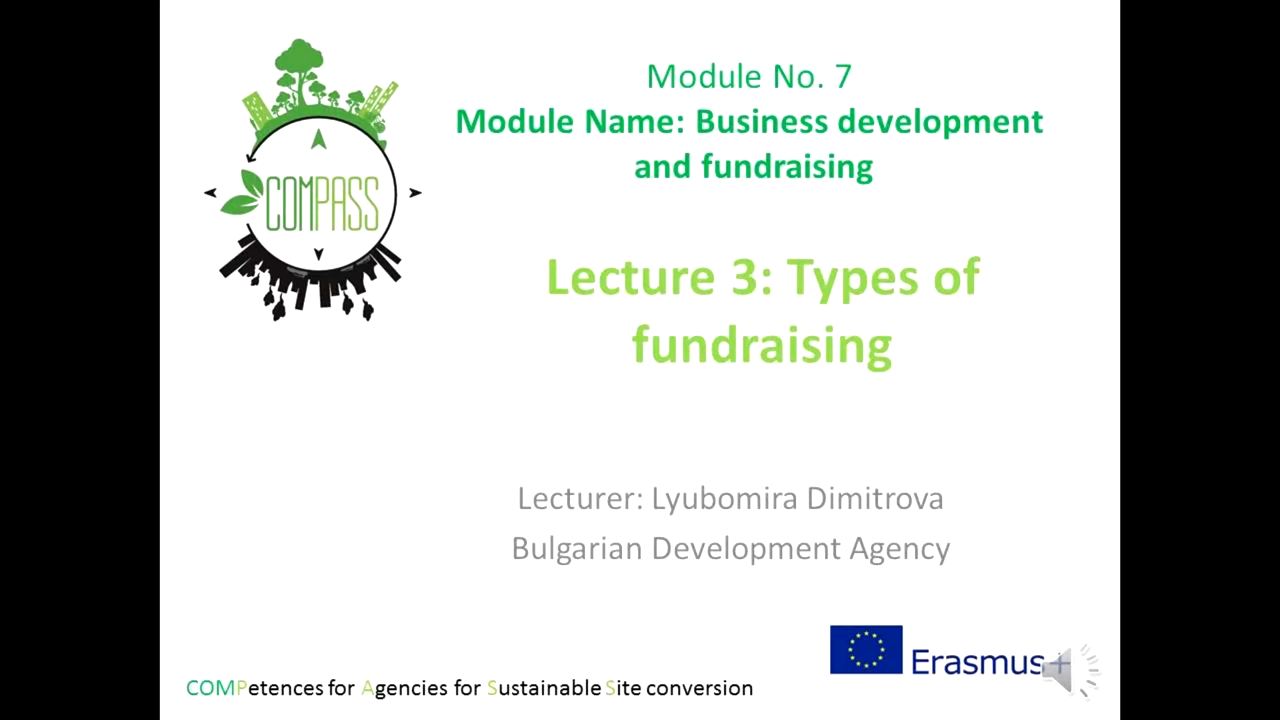 Module No. 7
Module Name: Business development
and fundraising
COMPASS
Lecture 3: Types of
fundraising
Lecturer: Lyubomira Dimitrova
Bulgarian Development Agency
Erasmus+
COMPetences for Agencies for Sustainable Site conversion